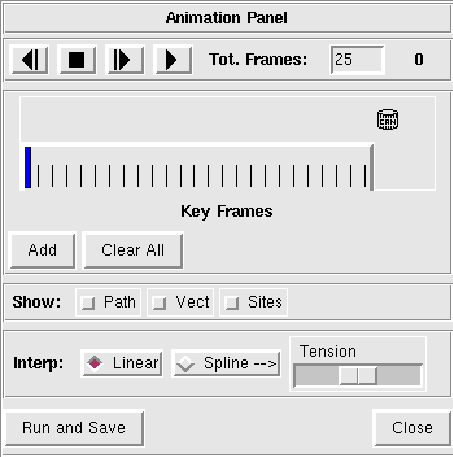 Animation Panel
Tot. Frames: 25 0
CAN
Key Frames
Add Clear All
Show: Path Vect Sites
Interp: Linear Spline --> Tension
Run and Save Close